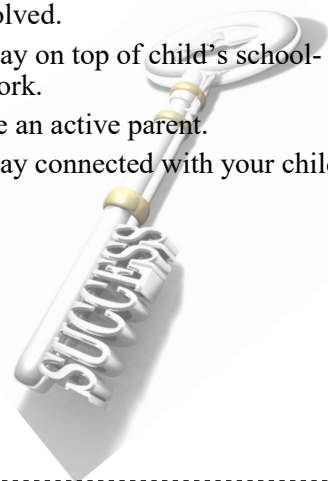 olved.
ay on top of child’s school-
ork.
e an active parent.
ay connected with your chil
SUCCESS